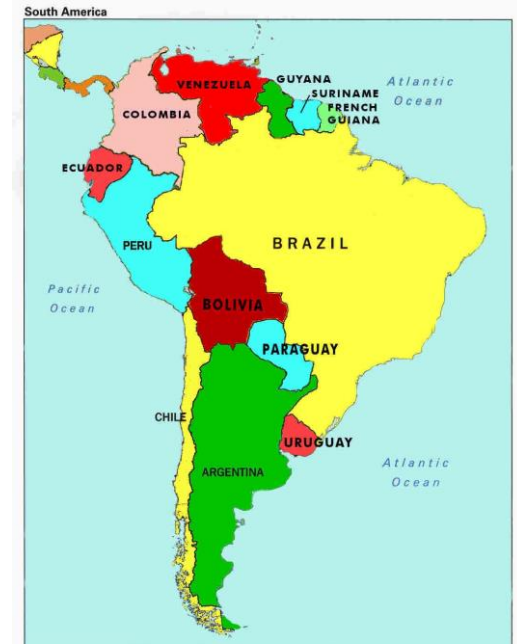 South America
VENEZUELA
GUYANA
SURINAME
FRENCH
GUIANA
Atlantic
Ocean
COLOMBIA
ECUADOR
PERU
BRAZIL
Pacific
Ocean
BOLIVIA
PARAGUAY
CHILE
URUGUAY
ARGENTINA
Atlantic
Ocean